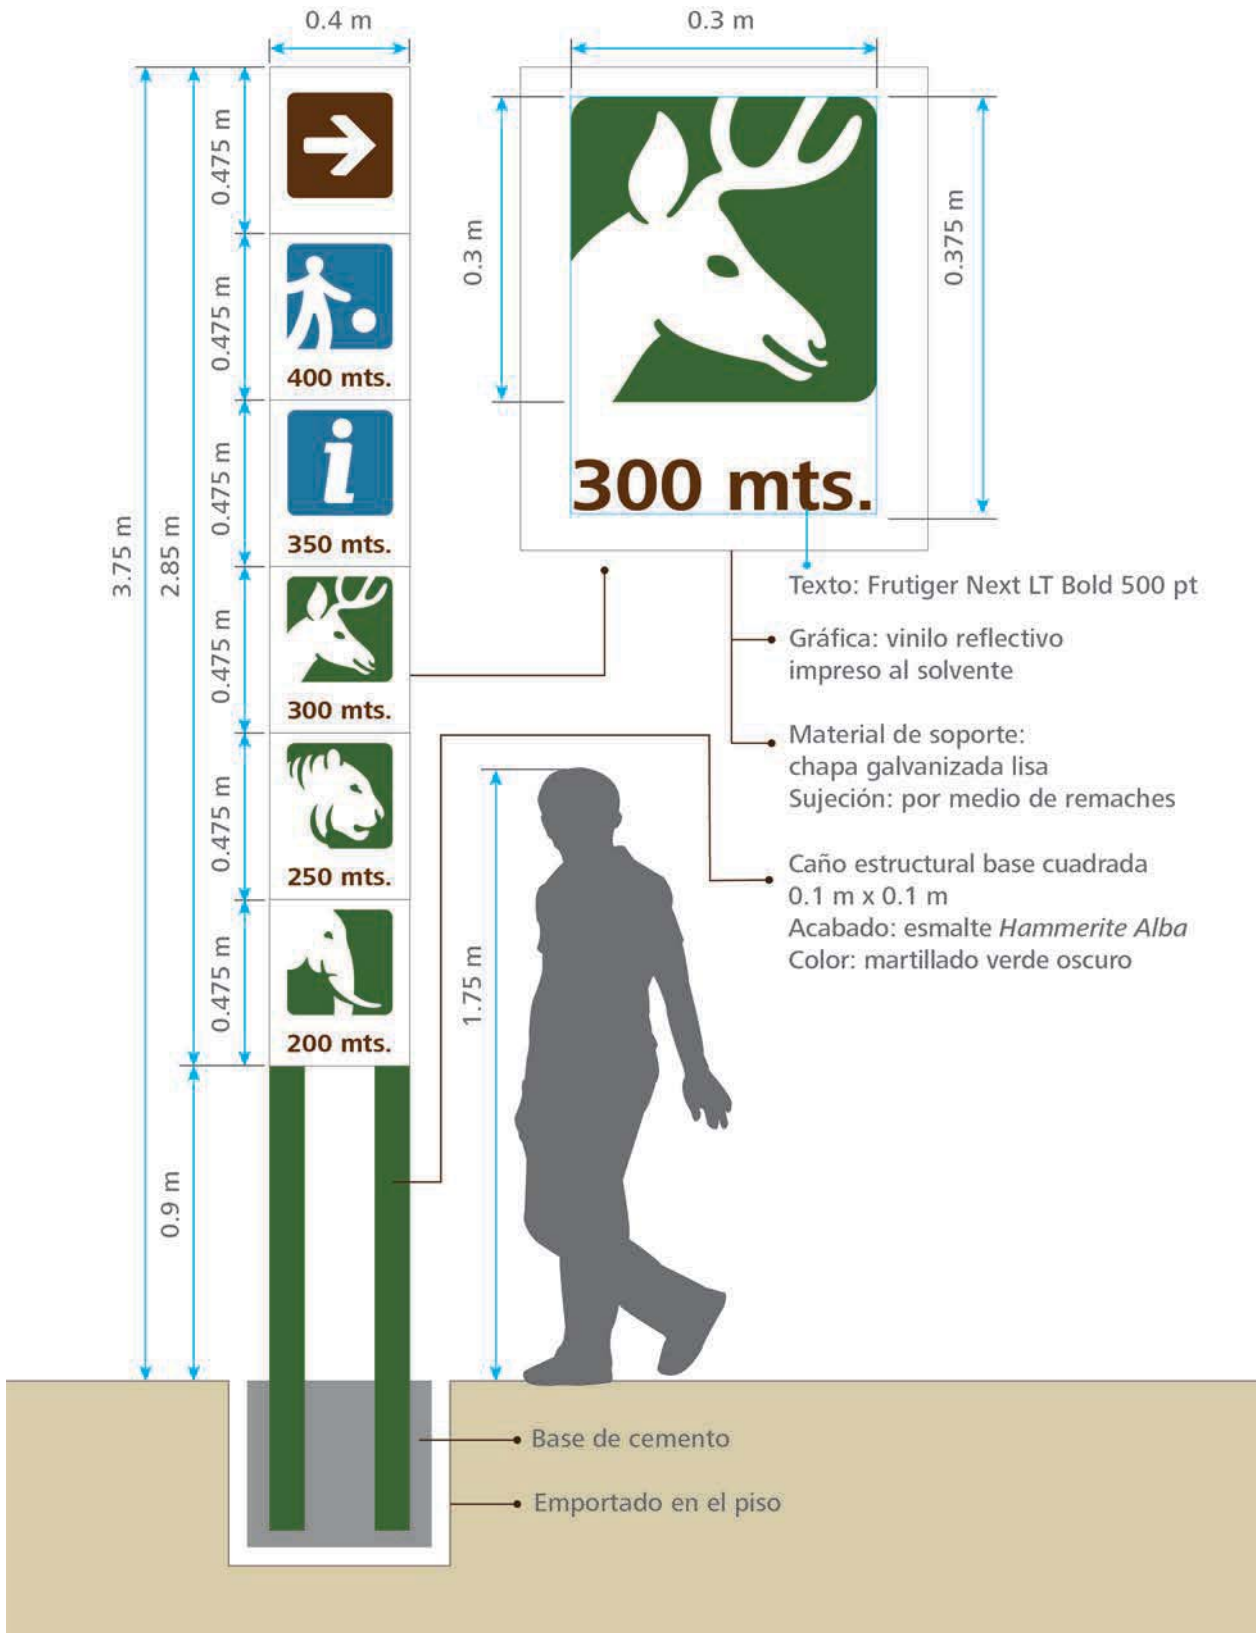 0.4 m
0.3 m
0.475 m
0.475 m
400 mts.
0.475 m
350 mts.
0.475 m
300 mts.
0.475 m
250 mts.
0.475 m
200 mts.
3.75 m
2.85 m
0.9 m
0.3 m
0.375 m
300 mts.
Texto: Frutiger Next LT Bold 500 pt
Gráfica: vinilo reflectivo
impreso al solvente
Material de soporte:
chapa galvanizada lisa
Sujeción: por medio de remaches
Caño estructural base cuadrada
0.1 m x 0.1 m
Acabado: esmalte Hammerite Alba
Color: martillado verde oscuro
1.75 m
Base de cemento
Emportado en el piso